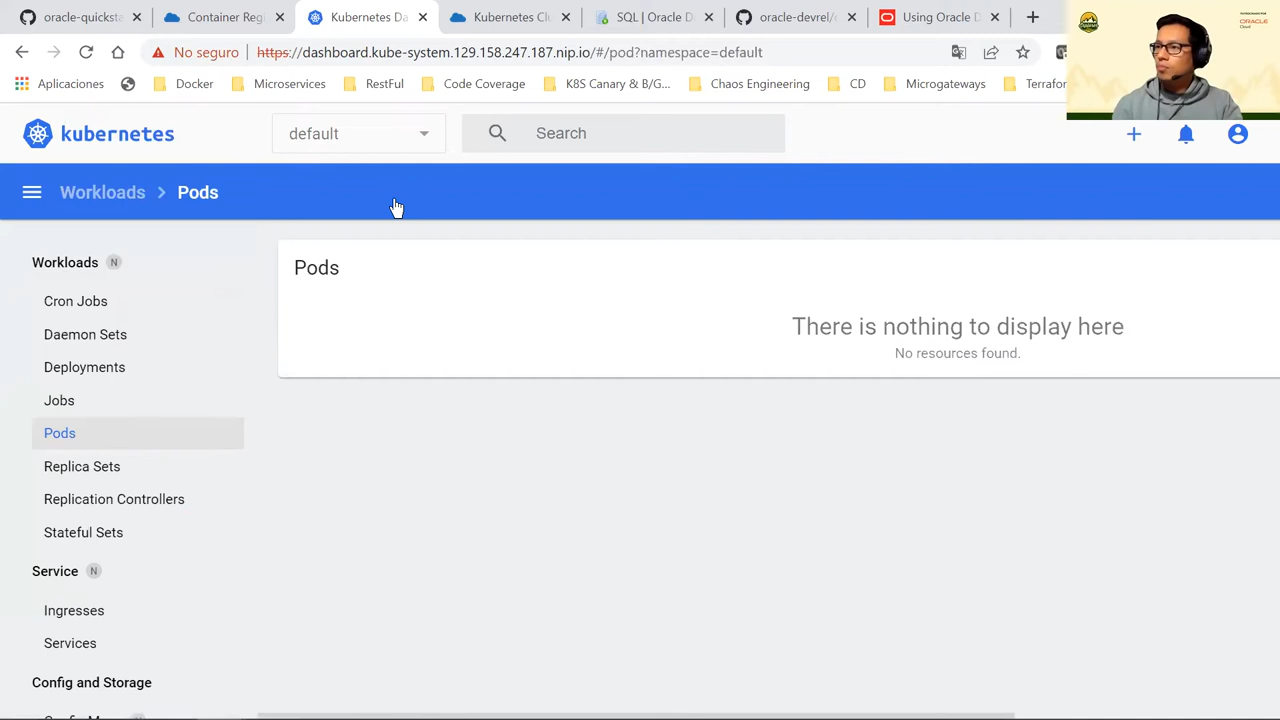 oracle-quicksta
Container Reg
Kubernetes Da
Kubernetes Cl
SQL | Oracle D
oracle-devrel/
Using Oracle D
No seguro
https://dashboard.kube-system.129.158.247.187.nip.io/#/pod?namespace=default
Aplicaciones
Docker
Microservices
RestFul
Code Coverage
K8S Canary o B/G...
Chaos Engineering
CD
Microgateways
Terrafo
kubernetes
default
Search
Workloads
Pods
Workloads N
Cron Jobs
Daemon Sets
Deployments
Jobs
Pods
Replica Sets
Replication Controllers
Stateful Sets
Service N
Ingresses
Services
Config and Storage
Pods
There is nothing to display here
No resources found.
ORACLE
Cloud